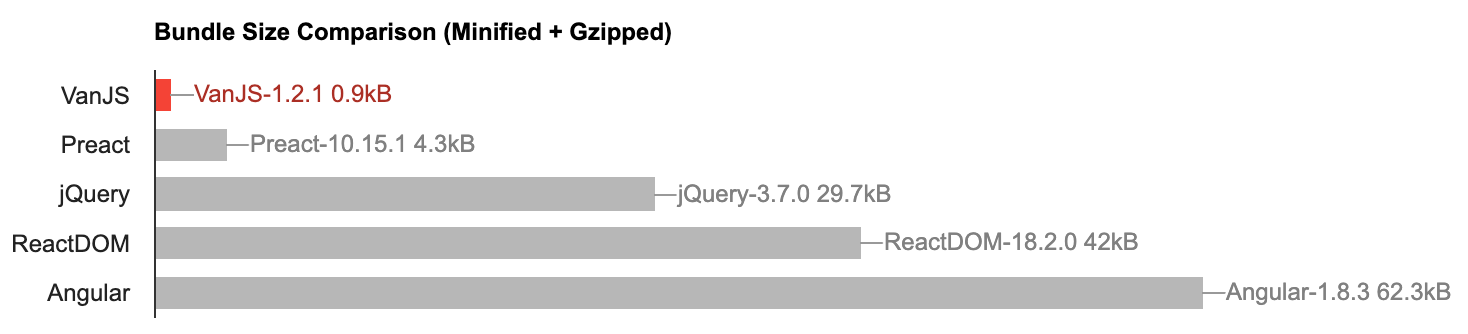 Bundle Size Comparison (Minified + Gzipped)
VanJS VanJS-1.2.1 0.9kB
Preact Preact-10.15.1 4.3kB
jQuery jQuery-3.7.0 29.7kB
ReactDOM ReactDOM-18.2.0 42kB
Angular Angular-1.8.3 62.3kB